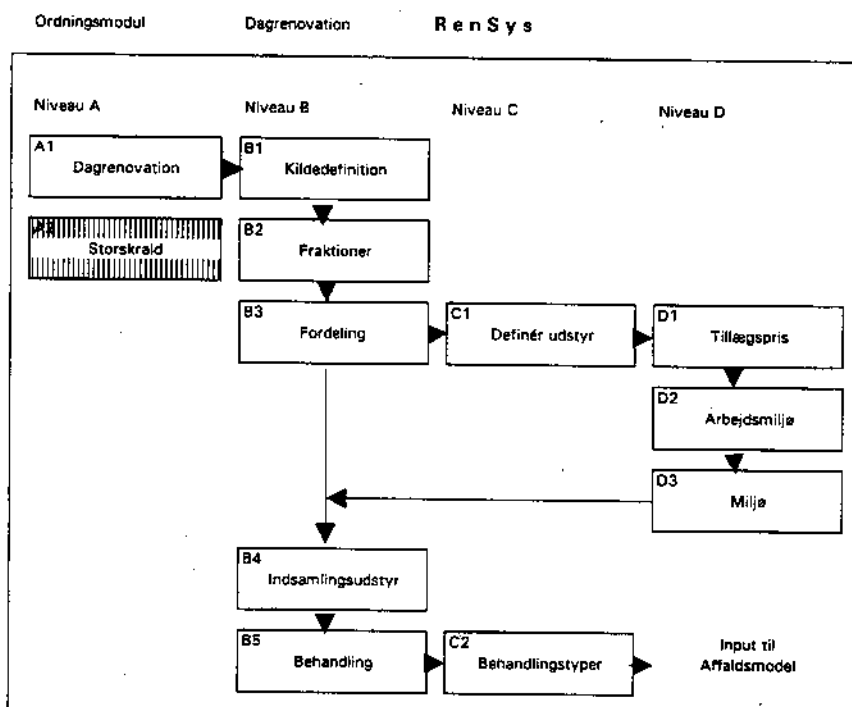 Ordningsmodul Dagrenovation RenSys
Niveau A Niveau B Niveau C Niveau D
A1 Dagrenovation
B1 Kildedefinition
Storskrald
B2 Fraktioner
B3 Fordeling
C1 Definér udstyr
D1 Tillægspris
D2 Arbejdsmiljø
D3 Miljø
B4 Indsamlingsudstyr
B5 Behandling
C2 Behandlingstyper
Input til
Affaldsmodel